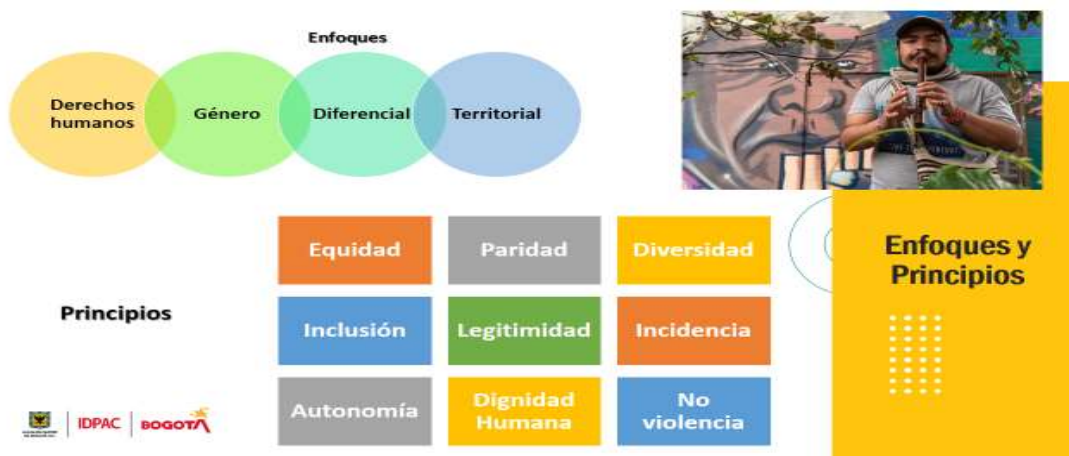 Enfoques
Derechos
humanos
Género
Diferencial
Territorial
Enfoques y
Principios
Principios
Equidad
Paridad
Diversidad
Inclusión
Legitimidad
Incidencia
Autonomía
Dignidad
Humana
No
violencia
IDPAC
BOGOTÁ